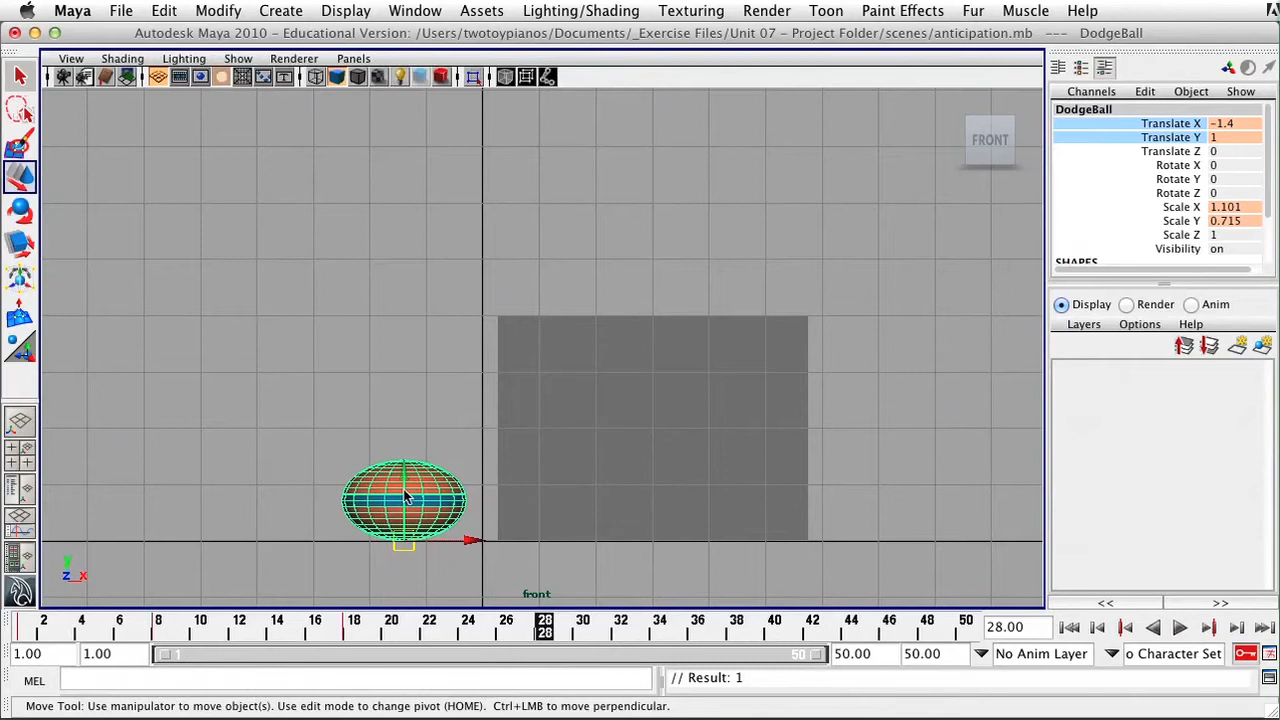 Maya File Edit Modify Create Display Window Assets Lighting/Shading Texturing Render Toon Paint Effects Fur Muscle Help
Autodesk Maya 2010 - Educational Version: /Users/twotoypianos/Documents/_Exercise Files/Unit 07 - Project Folder/scenes/anticipation.mb --- DodgeBall
View Shading Lighting Show Renderer Panels
Channels Edit Object Show
DodgeBall
Translate X -1.4
Translate Y 1
Translate Z 0
Rotate X 0
Rotate Y 0
Rotate Z 0
Scale X 1.101
Scale Y 0.715
Scale Z 1
Visibility on
SHAPES
FRONT
Display Render Anim
Layers Options Help
y
z x
front
<< >>
2 4 6 8 10 12 14 16 18 20 22 24 26 28 30 32 34 36 38 40 42 44 46 48 50
28
28.00
1.00 1.00 1 50 50.00 50.00 No Anim Layer o Character Set
MEL // Result: 1
Move Tool: Use manipulator to move object(s). Use edit mode to change pivot (HOME). Ctrl+LMB to move perpendicular.